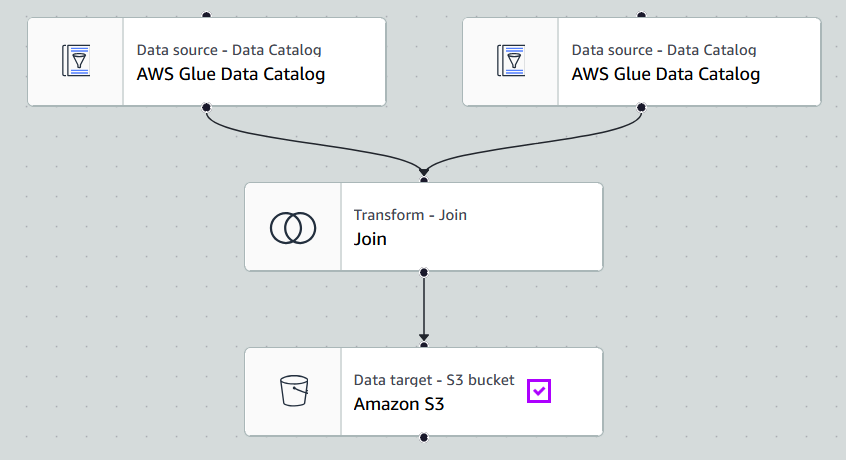 Data source - Data Catalog
AWS Glue Data Catalog
Data source - Data Catalog
AWS Glue Data Catalog
Transform - Join
Join
Data target - S3 bucket
Amazon S3